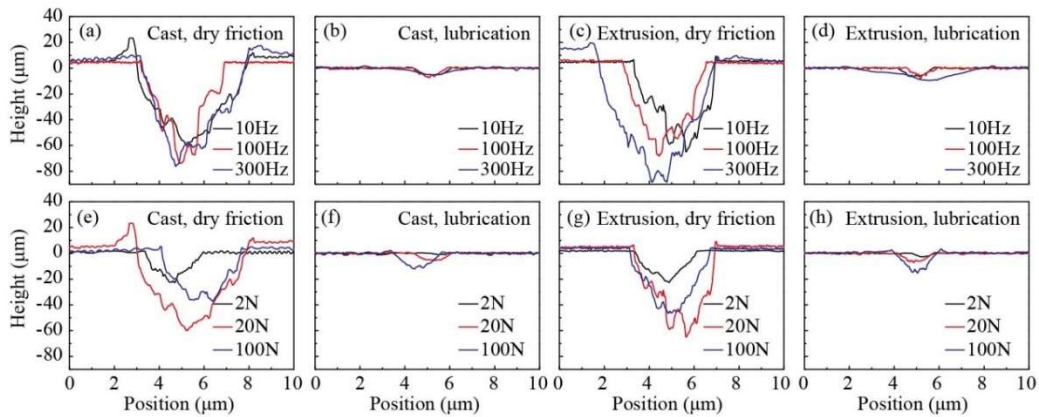 (a) Cast, dry friction
(b) Cast, lubrication
(c) Extrusion, dry friction
(d) Extrusion, lubrication
Height (μm)
40
20
0
-20
-40
-60
-80
10Hz
100Hz
300Hz
10Hz
100Hz
300Hz
10Hz
100Hz
300Hz
10Hz
100Hz
300Hz
(e) Cast, dry friction
(f) Cast, lubrication
(g) Extrusion, dry friction
(h) Extrusion, lubrication
Height (μm)
40
20
0
-20
-40
-60
-80
2N
20N
100N
2N
20N
100N
2N
20N
100N
2N
20N
100N
0 2 4 6 8 10 0 2 4 6 8 10 0 2 4 6 8 10 0 2 4 6 8 10
Position (μm) Position (μm) Position (μm) Position (μm)